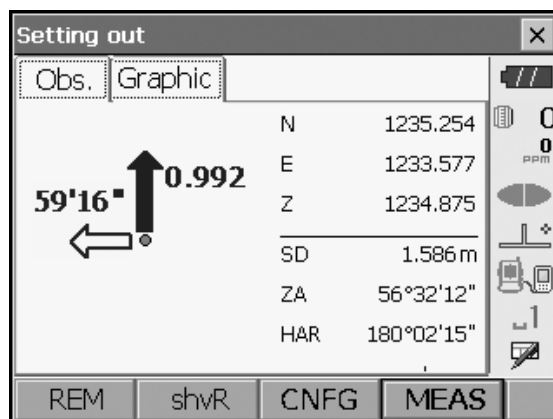 Setting out
Obs. Graphic
0.992
59'16"
N 1235.254
E 1233.577
Z 1234.875
SD 1.586 m
ZA 56°32'12"
HAR 180°02'15"
0
0
PPM
1
REM shvR CNFG MEAS